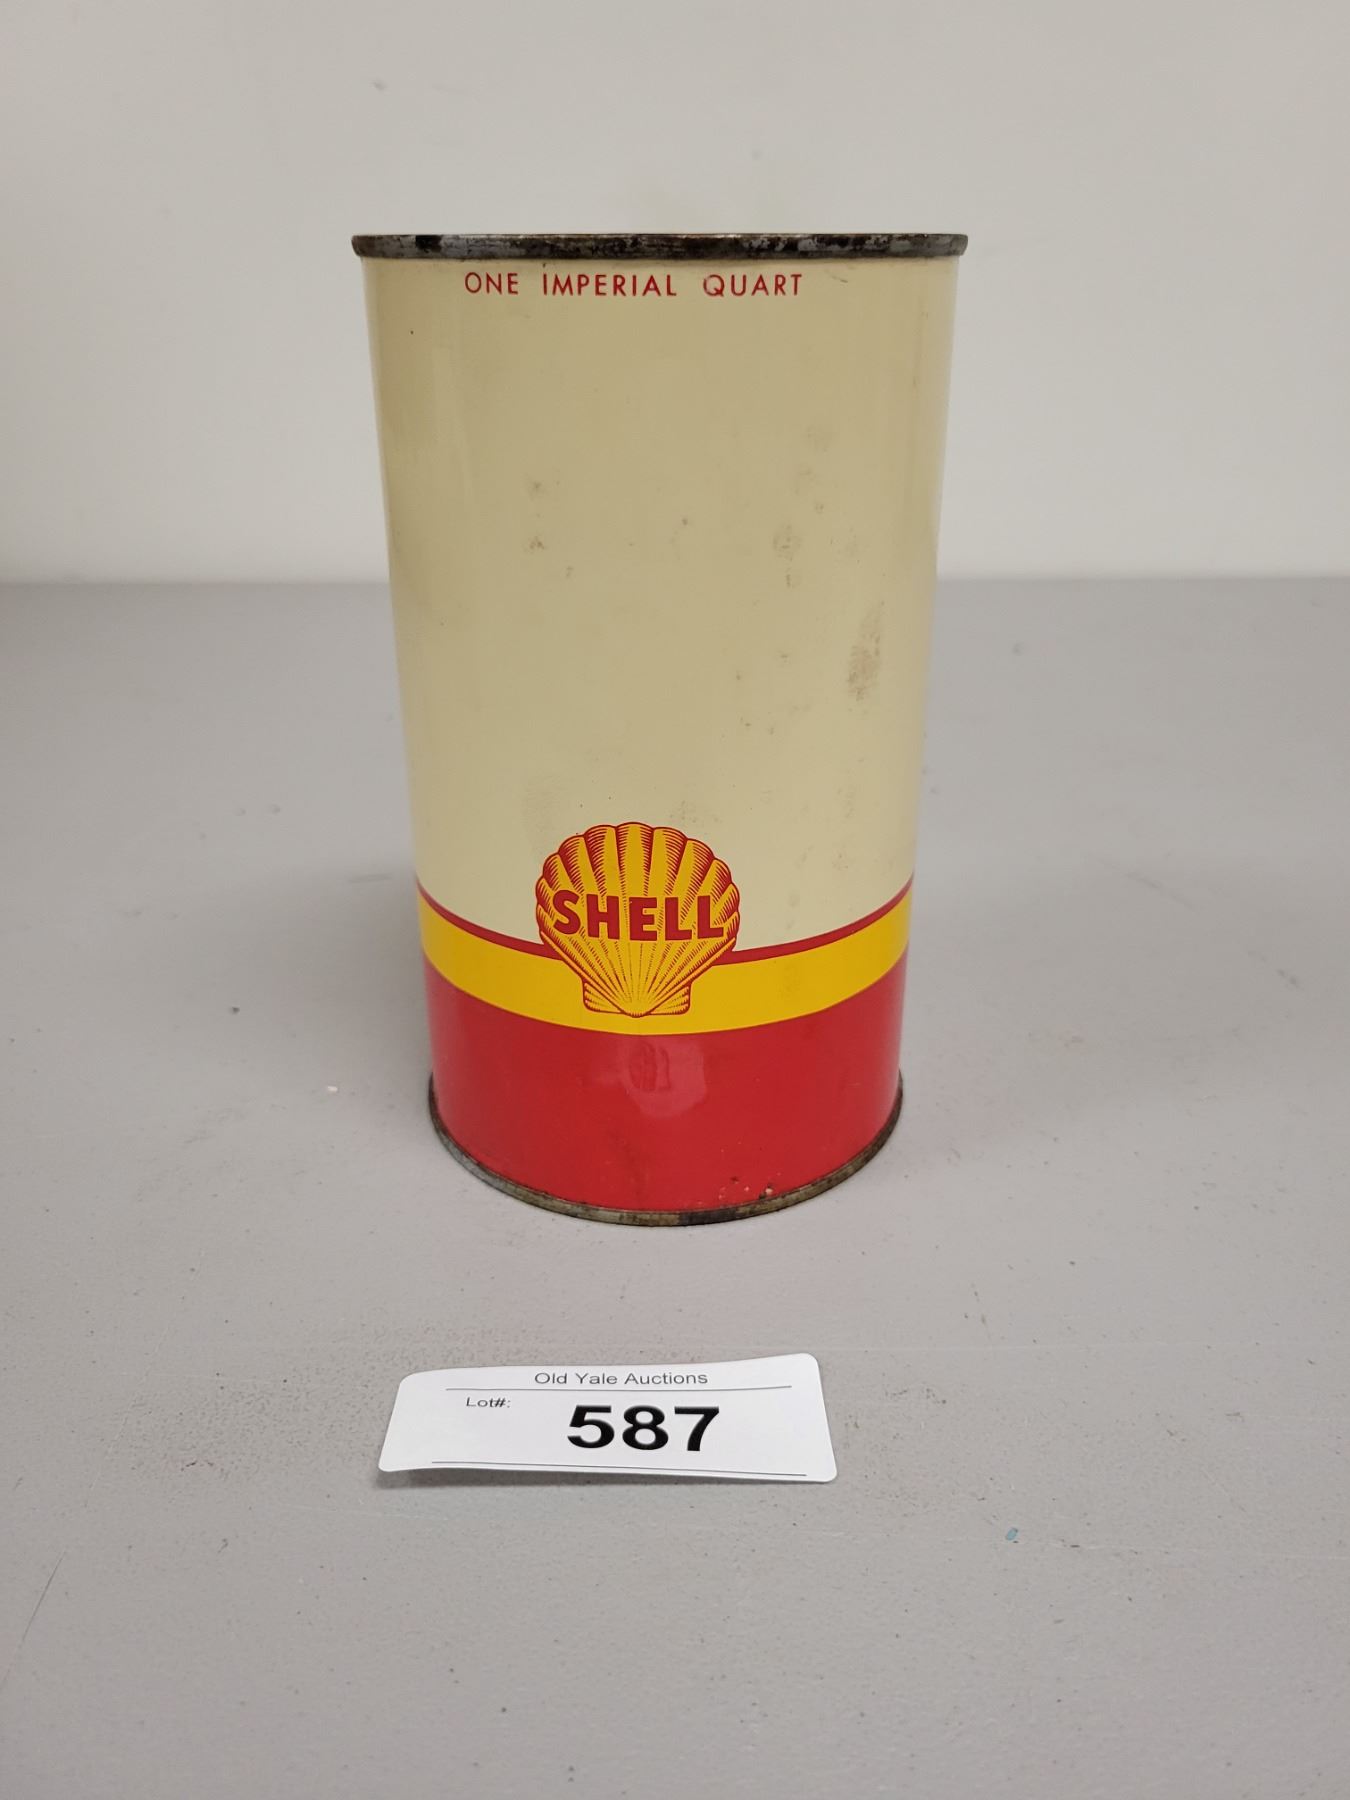 ONE IMPERIAL QUART
SHELL
Old Yale Auctions
Lot#:
587